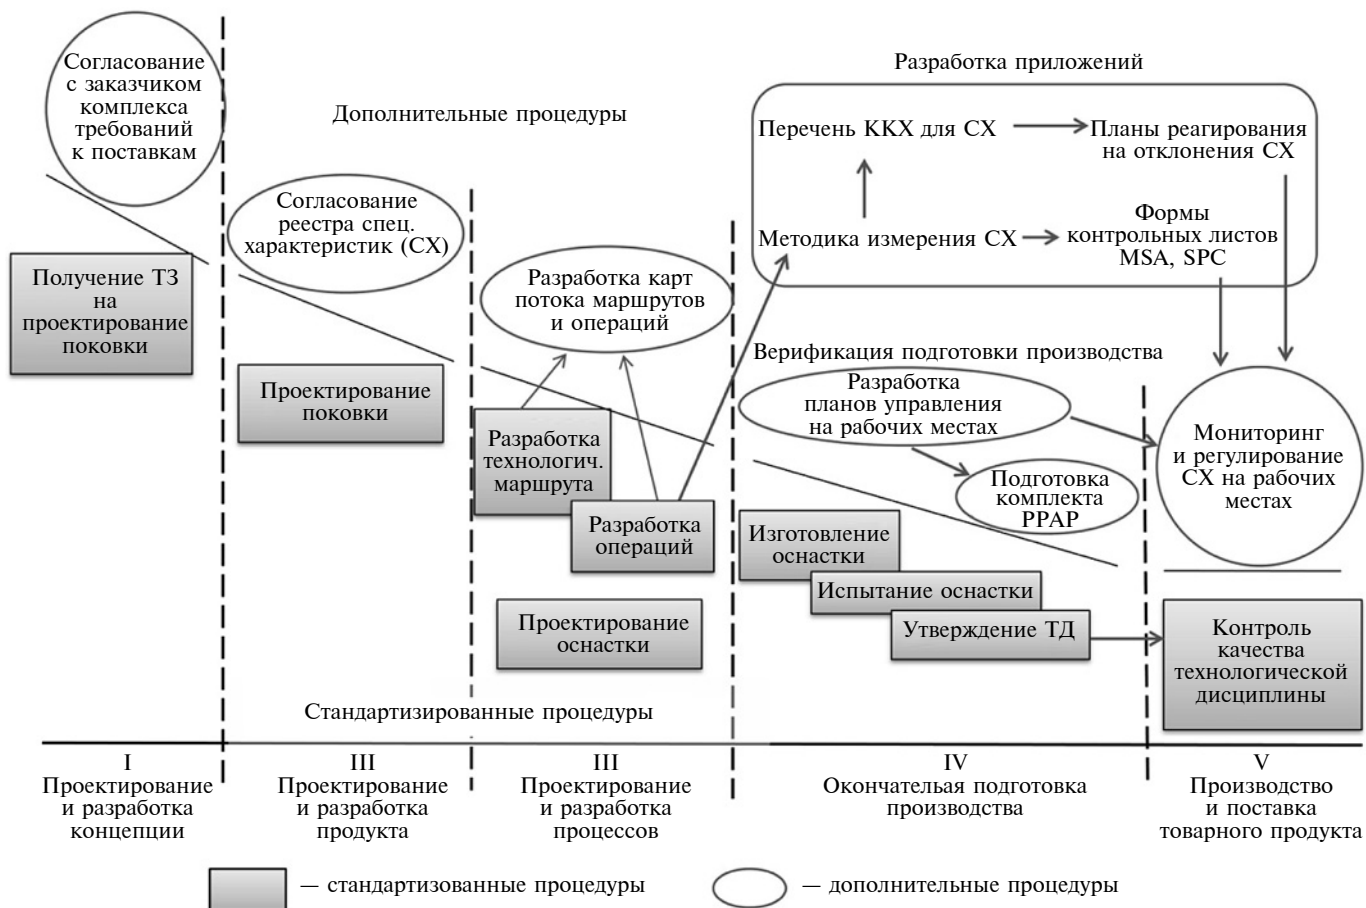 Согласование
с заказчиком
комплекса
требований
к поставкам
Дополнительные процедуры
Разработка приложений
Перечень ККХ для СХ
Планы реагирования
на отклонения СХ
Методика измерения СХ
Формы
контрольных листов
MSA, SPC
Согласование
реестра спец.
характеристик (СХ)
Получение ТЗ
на
проектирование
поковки
Разработка карт
потока маршрутов
и операций
Верификация подготовки производства
Разработка
планов управления
на рабочих местах
Проектирование
поковки
Мониторинг
и регулирование
СХ на рабочих
местах
Разработка
технологич.
маршрута
Подготовка
комплекта
PPAP
Разработка
операций
Изготовление
оснастки
Испытание оснастки
Утверждение ТД
Проектирование
оснастки
Контроль
качества
технологической
дисциплины
Стандартизированные процедуры
I
Проектирование
и разработка
концепции
III
Проектирование
и разработка
продукта
III
Проектирование
и разработка
процессов
IV
Окончательая подготовка
производства
V
Производство
и поставка
товарного продукта
— стандартизованные процедуры
— дополнительные процедуры